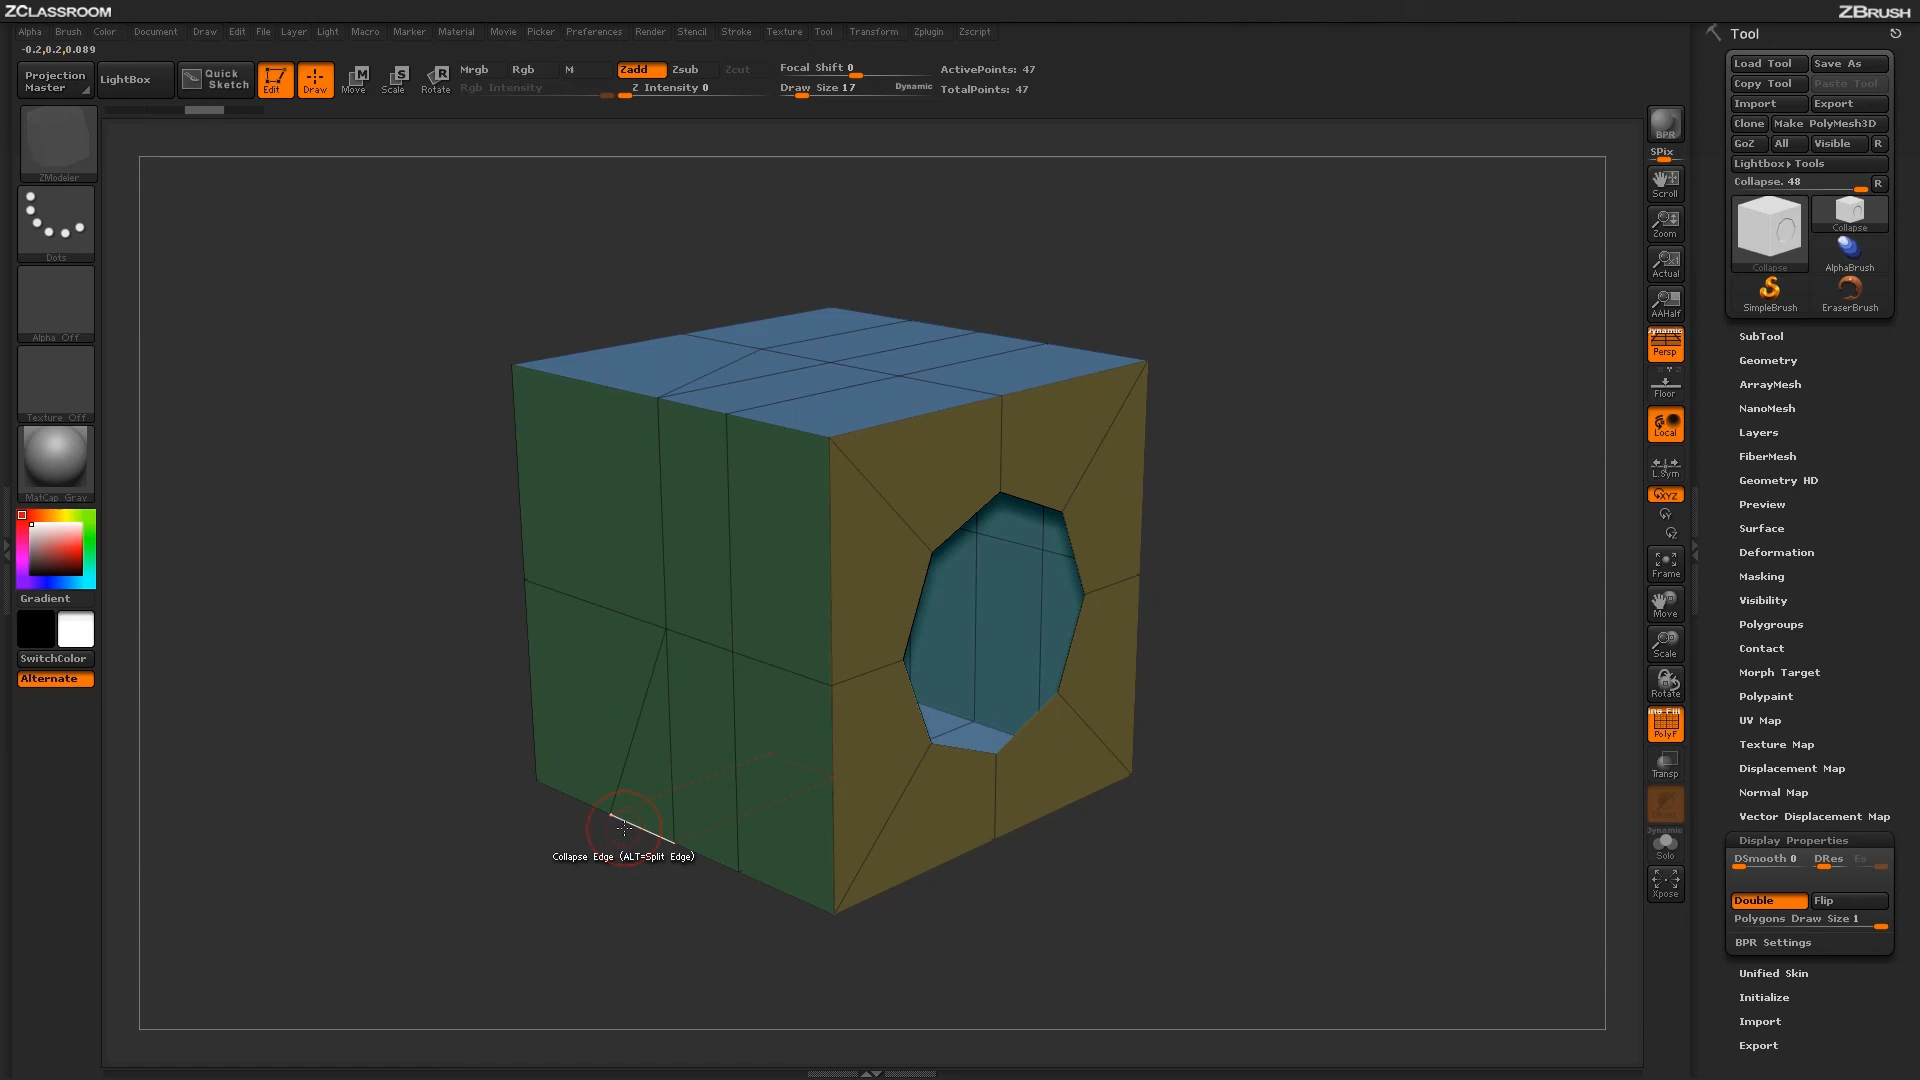 ZCLASSROOM
ZBRUSH
Alpha Brush Color Document Draw Edit File Layer Light Macro Marker Material Movie Picker Preferences Render Stencil Stroke Texture Tool Transform Zplugin Zscript
-0.2,0.2,0.089
Projection Master
LightBox
Quick Sketch
Edit
Draw
Move
Scale
Rotate
Mrgb Rgb M
Rgb Intensity
Zadd Zsub Zcut
Z Intensity 0
Focal Shift 0
Draw Size 17
Dynamic
ActivePoints: 47
TotalPoints: 47
ZModeler
Dots
Alpha Off
Texture Off
MatCap Gray
Gradient
SwitchColor
Alternate
Collapse Edge (ALT=Split Edge)
BPR
SPix
Scroll
Zoom
Actual
AAHalf
Dynamic
Persp
Floor
Local
L.Sym
XYZ
Y
Z
Frame
Move
Scale
Rotate
PolyF
Transp
Dynamic
Solo
Xpose
Tool
Load Tool Save As
Copy Tool Paste Tool
Import Export
Clone Make PolyMesh3D
GoZ All Visible R
Lightbox▸Tools
Collapse. 48 R
Collapse
Collapse
AlphaBrush
SimpleBrush
EraserBrush
SubTool
Geometry
ArrayMesh
NanoMesh
Layers
FiberMesh
Geometry HD
Preview
Surface
Deformation
Masking
Visibility
Polygroups
Contact
Morph Target
Polypaint
UV Map
Texture Map
Displacement Map
Normal Map
Vector Displacement Map
Display Properties
DSmooth 0 DRes Es
Double Flip
Polygons Draw Size 1
BPR Settings
Unified Skin
Initialize
Import
Export